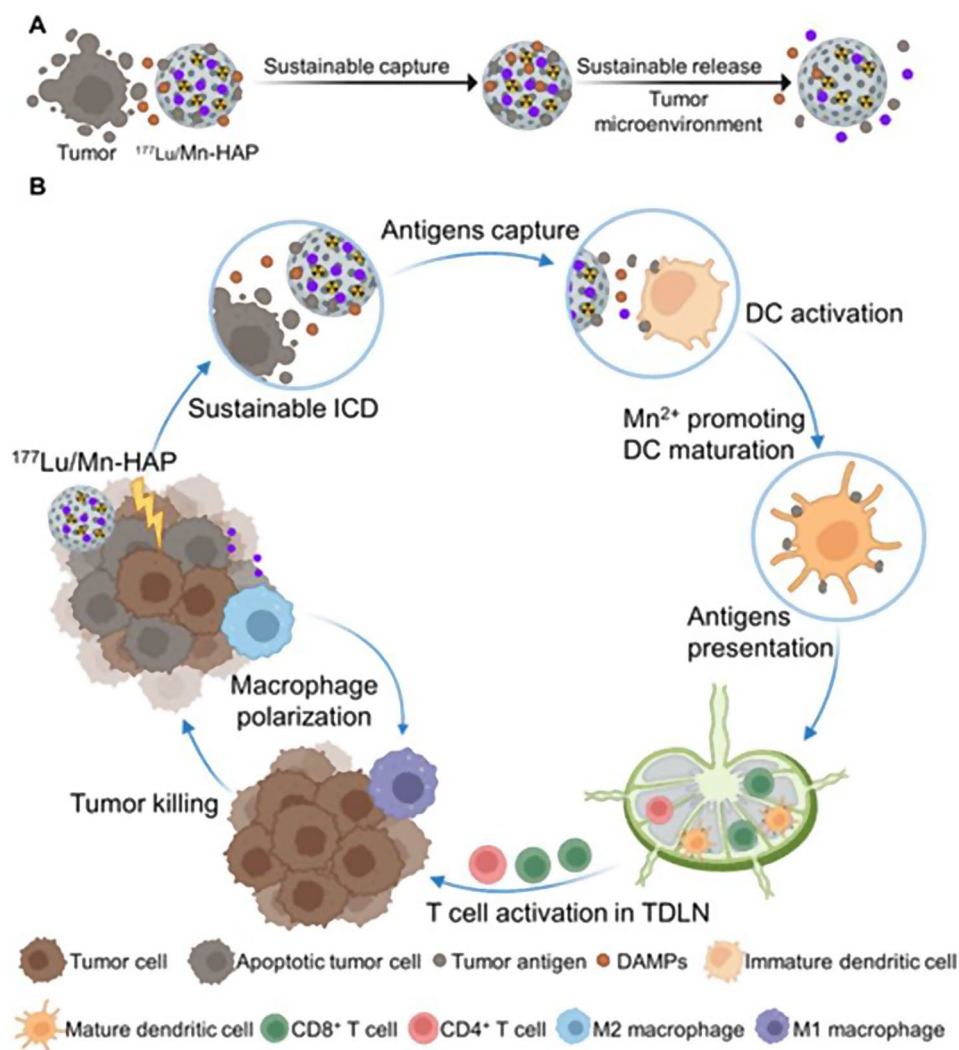 A
Sustainable capture
Sustainable release
Tumor
microenvironment
Tumor
¹⁷⁷Lu/Mn-HAP
B
Antigens capture
DC activation
Sustainable ICD
Mn²⁺ promoting
DC maturation
¹⁷⁷Lu/Mn-HAP
Antigens
presentation
Macrophage
polarization
Tumor killing
T cell activation in TDLN
Tumor cell
Apoptotic tumor cell
Tumor antigen
DAMPs
Immature dendritic cell
Mature dendritic cell
CD8⁺ T cell
CD4⁺ T cell
M2 macrophage
M1 macrophage